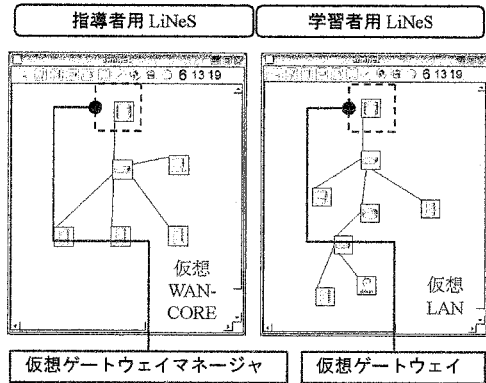 指導者用 LiNeS
学習者用 LiNeS
6 13 19
6 13 19
仮想
WAN-
CORE
仮想
LAN
仮想ゲートウェイマネージャ
仮想ゲートウェイ